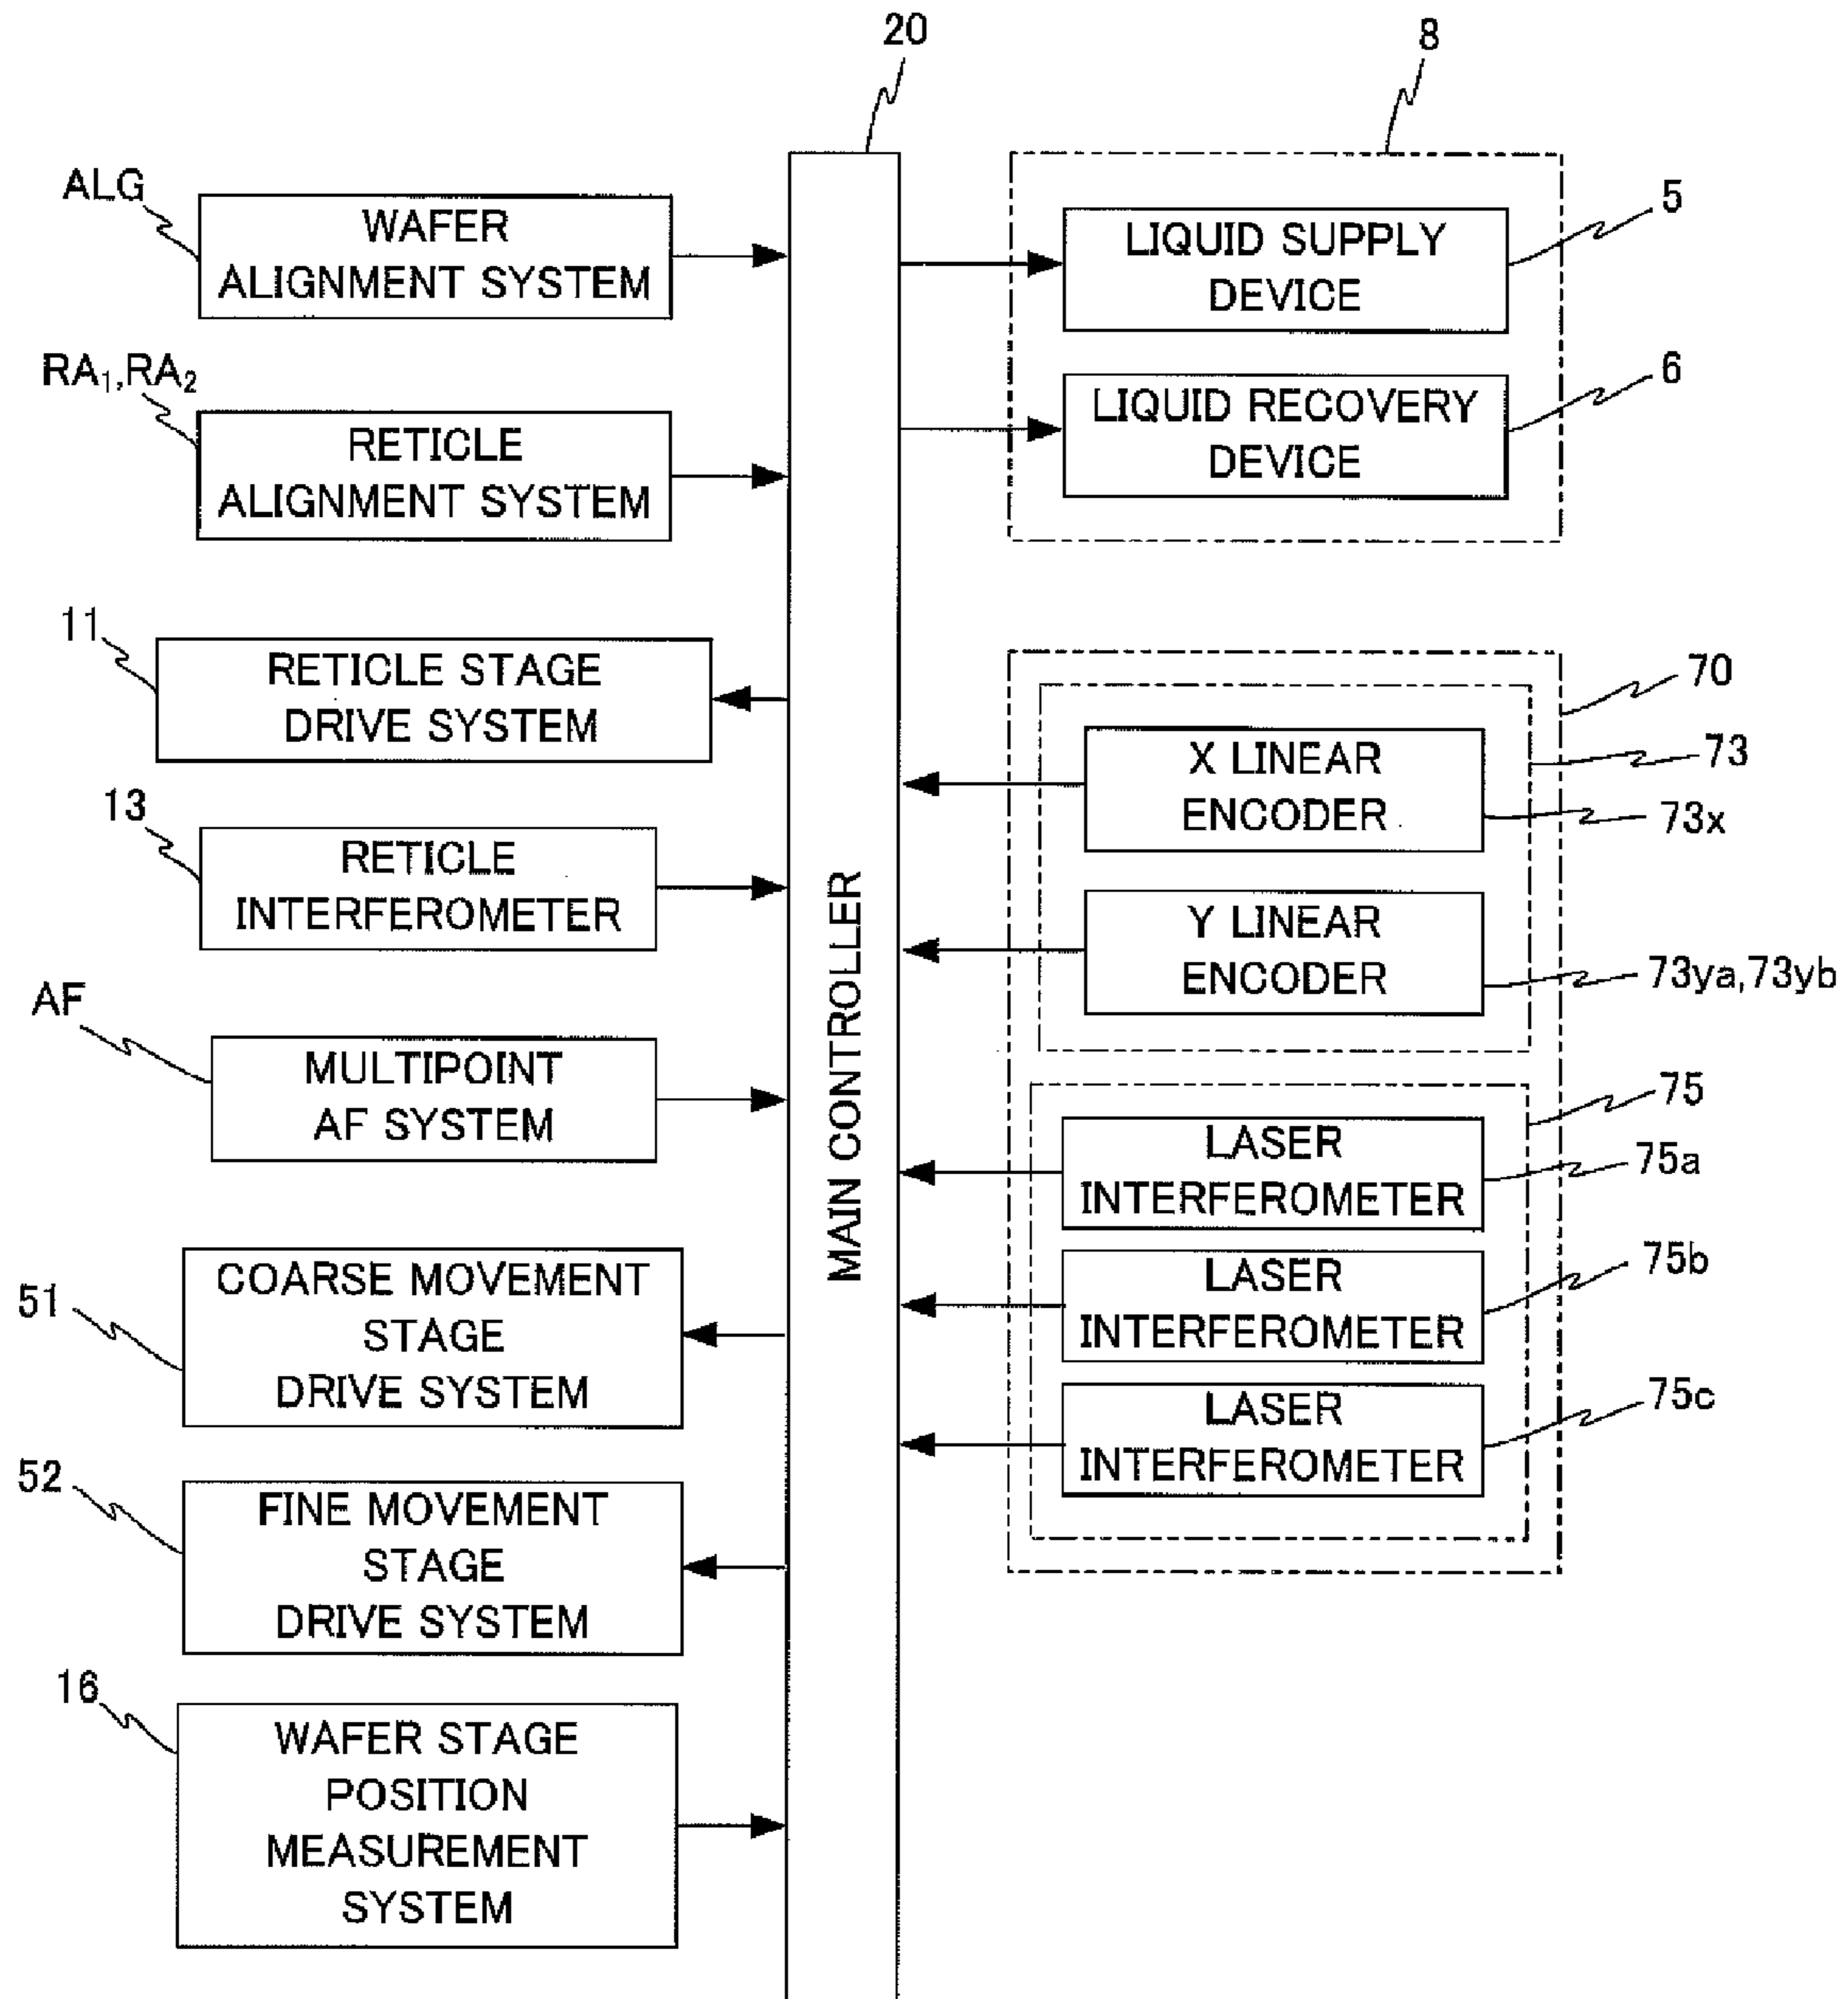 20
8
ALG
WAFER
ALIGNMENT SYSTEM
RA₁,RA₂
RETICLE
ALIGNMENT SYSTEM
11
RETICLE STAGE
DRIVE SYSTEM
13
RETICLE
INTERFEROMETER
AF
MULTIPOINT
AF SYSTEM
51
COARSE MOVEMENT
STAGE
DRIVE SYSTEM
52
FINE MOVEMENT
STAGE
DRIVE SYSTEM
16
WAFER STAGE
POSITION
MEASUREMENT
SYSTEM
MAIN CONTROLLER
LIQUID SUPPLY
DEVICE
5
LIQUID RECOVERY
DEVICE
6
70
73
X LINEAR
ENCODER
73x
Y LINEAR
ENCODER
73ya,73yb
75
LASER
INTERFEROMETER
75a
LASER
INTERFEROMETER
75b
LASER
INTERFEROMETER
75c